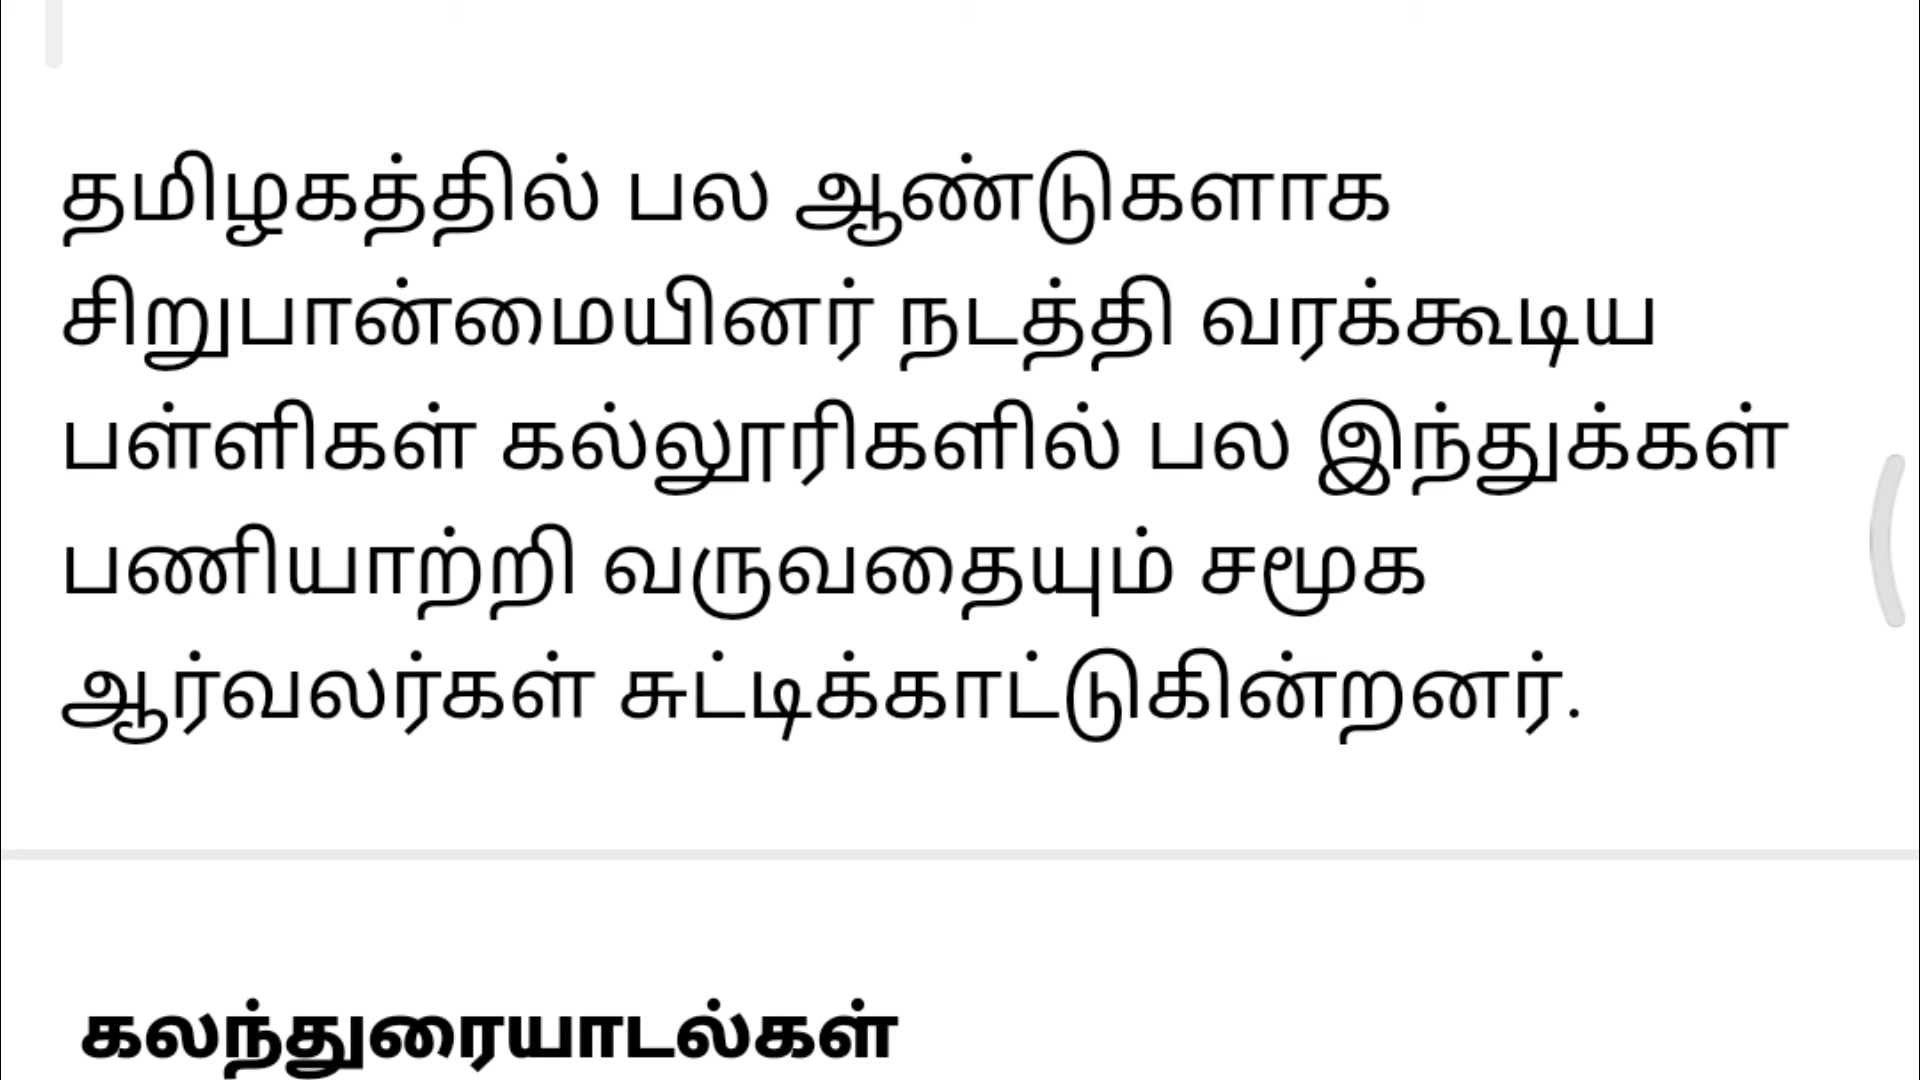 தமிழகத்தில் பல ஆண்டுகளாக
சிறுபான்மையினர் நடத்தி வரக்கூடிய
பள்ளிகள் கல்லூரிகளில் பல இந்துக்கள்
பணியாற்றி வருவதையும் சமூக
ஆர்வலர்கள் சுட்டிக்காட்டுகின்றனர்.
கலந்துரையாடல்கள்